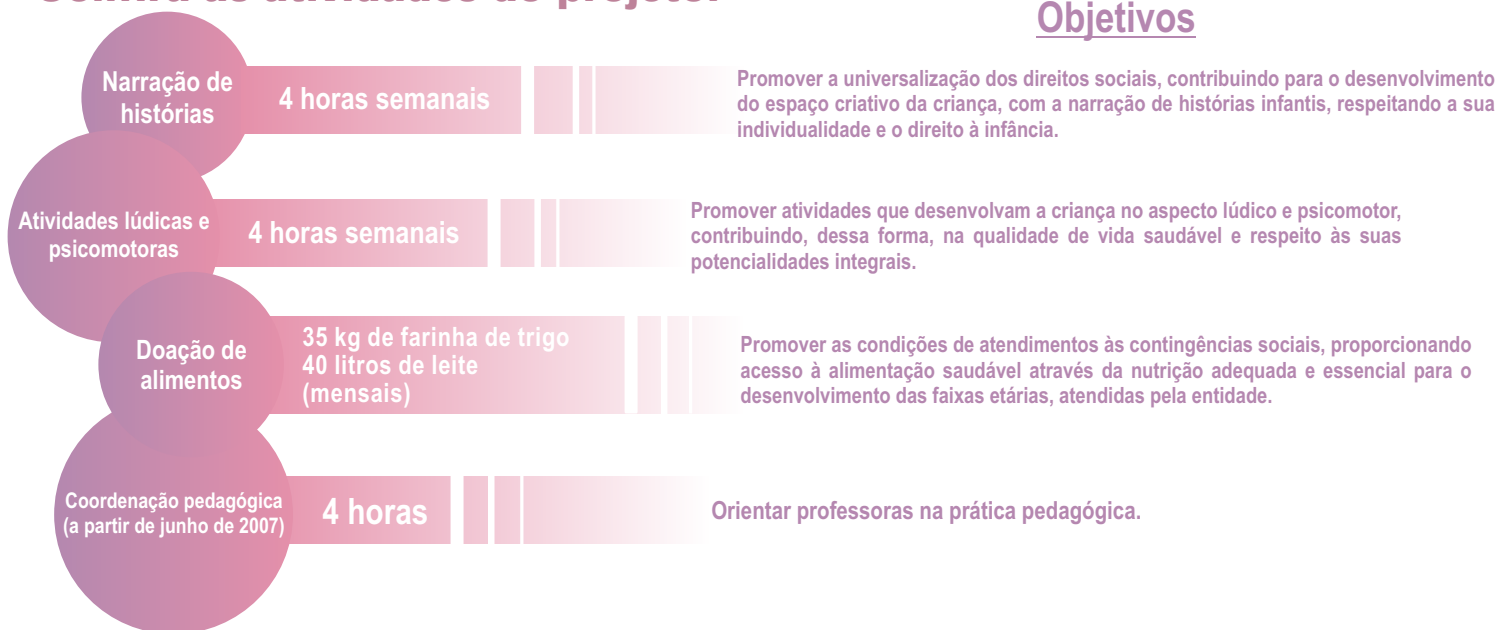 as atividades do projeto:
Objetivos
Narração de
histórias
4 horas semanais
Promover a universalização dos direitos sociais, contribuindo para o desenvolvimento
do espaço criativo da criança, com a narração de histórias infantis, respeitando a sua
individualidade e o direito à infância.
Atividades lúdicas e
psicomotoras
4 horas semanais
Promover atividades que desenvolvam a criança no aspecto lúdico e psicomotor,
contribuindo, dessa forma, na qualidade de vida saudável e respeito às suas
potencialidades integrais.
Doação de
alimentos
35 kg de farinha de trigo
40 litros de leite
(mensais)
Promover as condições de atendimentos às contingências sociais, proporcionando
acesso à alimentação saudável através da nutrição adequada e essencial para o
desenvolvimento das faixas etárias, atendidas pela entidade.
Coordenação pedagógica
(a partir de junho de 2007)
4 horas
Orientar professoras na prática pedagógica.